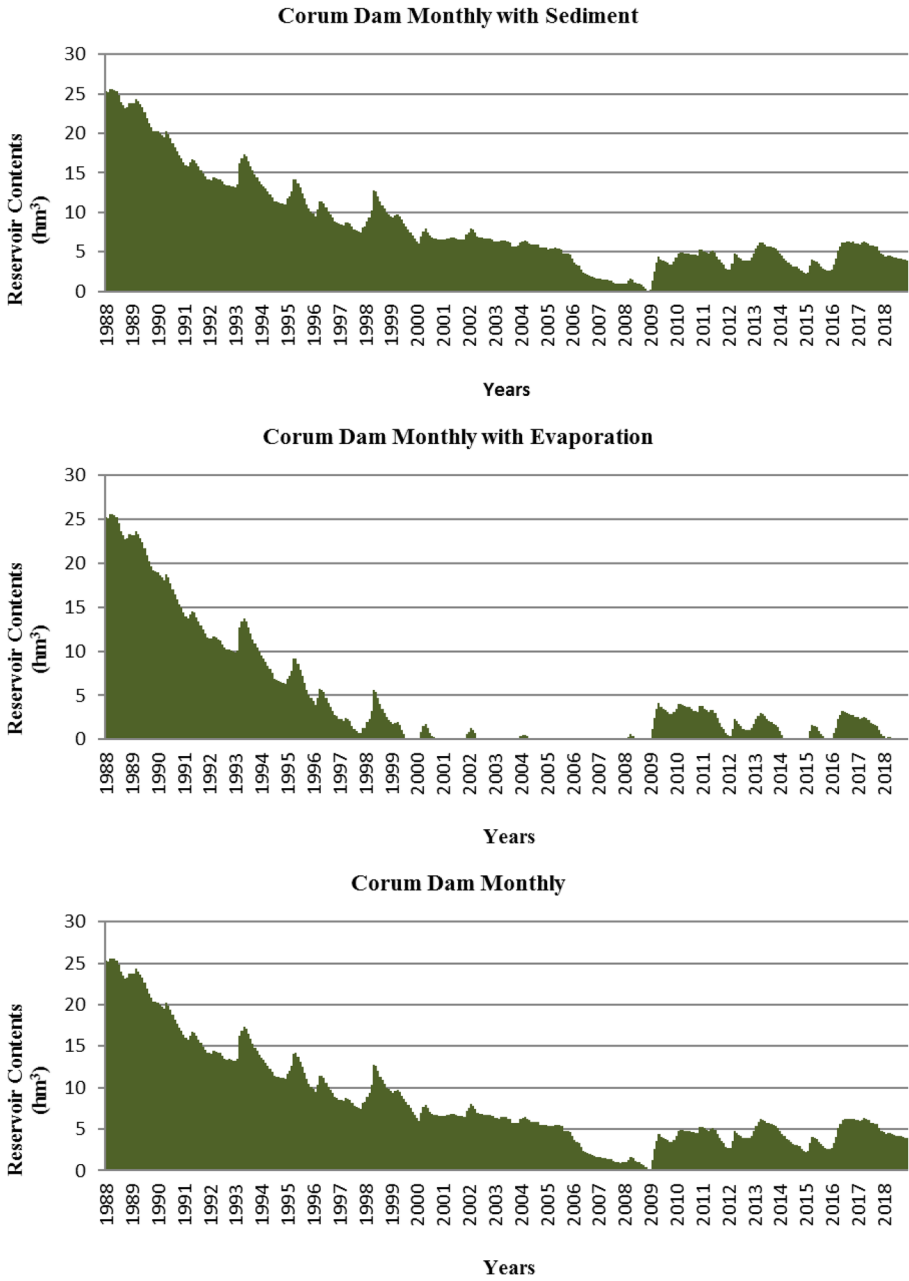 Corum Dam Monthly with Sediment
30
25
20
15
10
5
0
Reservoir Contents
(hm³)
1988 1989 1990 1991 1992 1993 1994 1995 1996 1997 1998 1999 2000 2001 2002 2003 2004 2005 2006 2007 2008 2009 2010 2011 2012 2013 2014 2015 2016 2017 2018
Years
Corum Dam Monthly with Evaporation
30
25
20
15
10
5
0
Reservoir Contents
(hm³)
1988 1989 1990 1991 1992 1993 1994 1995 1996 1997 1998 1999 2000 2001 2002 2003 2004 2005 2006 2007 2008 2009 2010 2011 2012 2013 2014 2015 2016 2017 2018
Years
Corum Dam Monthly
30
25
20
15
10
5
0
Reservoir Contents
(hm³)
1988 1989 1990 1991 1992 1993 1994 1995 1996 1997 1998 1999 2000 2001 2002 2003 2004 2005 2006 2007 2008 2009 2010 2011 2012 2013 2014 2015 2016 2017 2018
Years